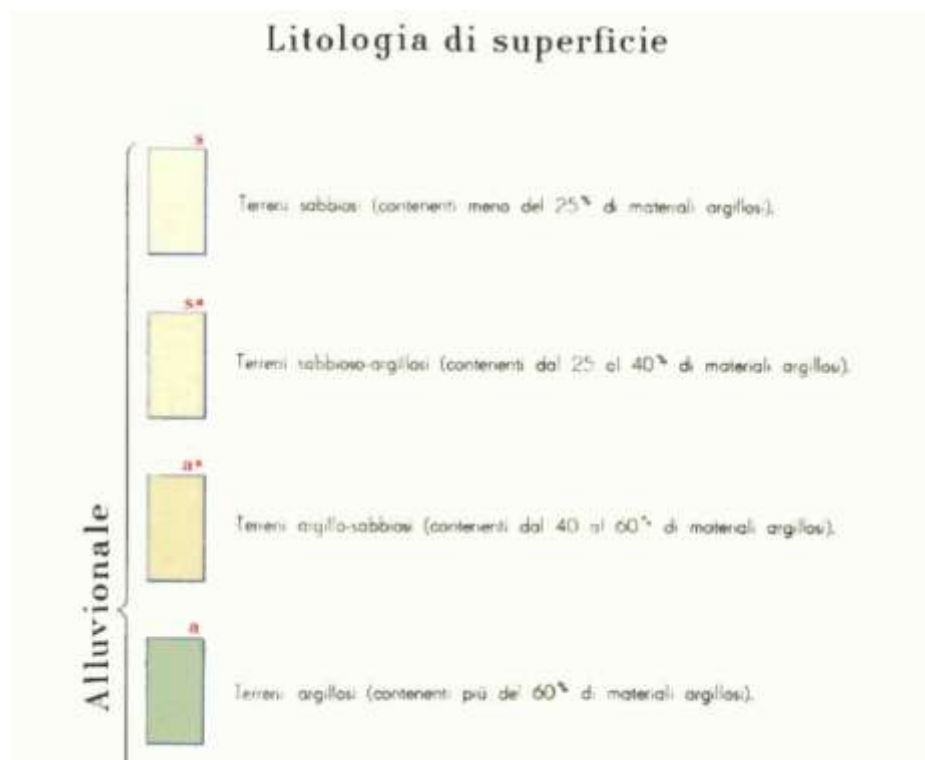 Litologia di superficie
s
Terreni sabbiosi (contenenti meno del 25% di materiali argillosi).
sa
Terreni sabbioso-argillosi (contenenti dal 25 al 40% di materiali argillosi).
as
Terreni argillo-sabbiosi (contenenti dal 40 al 60% di materiali argillosi).
Alluvionale
a
Terreni argillosi (contenenti più del 60% di materiali argillosi).